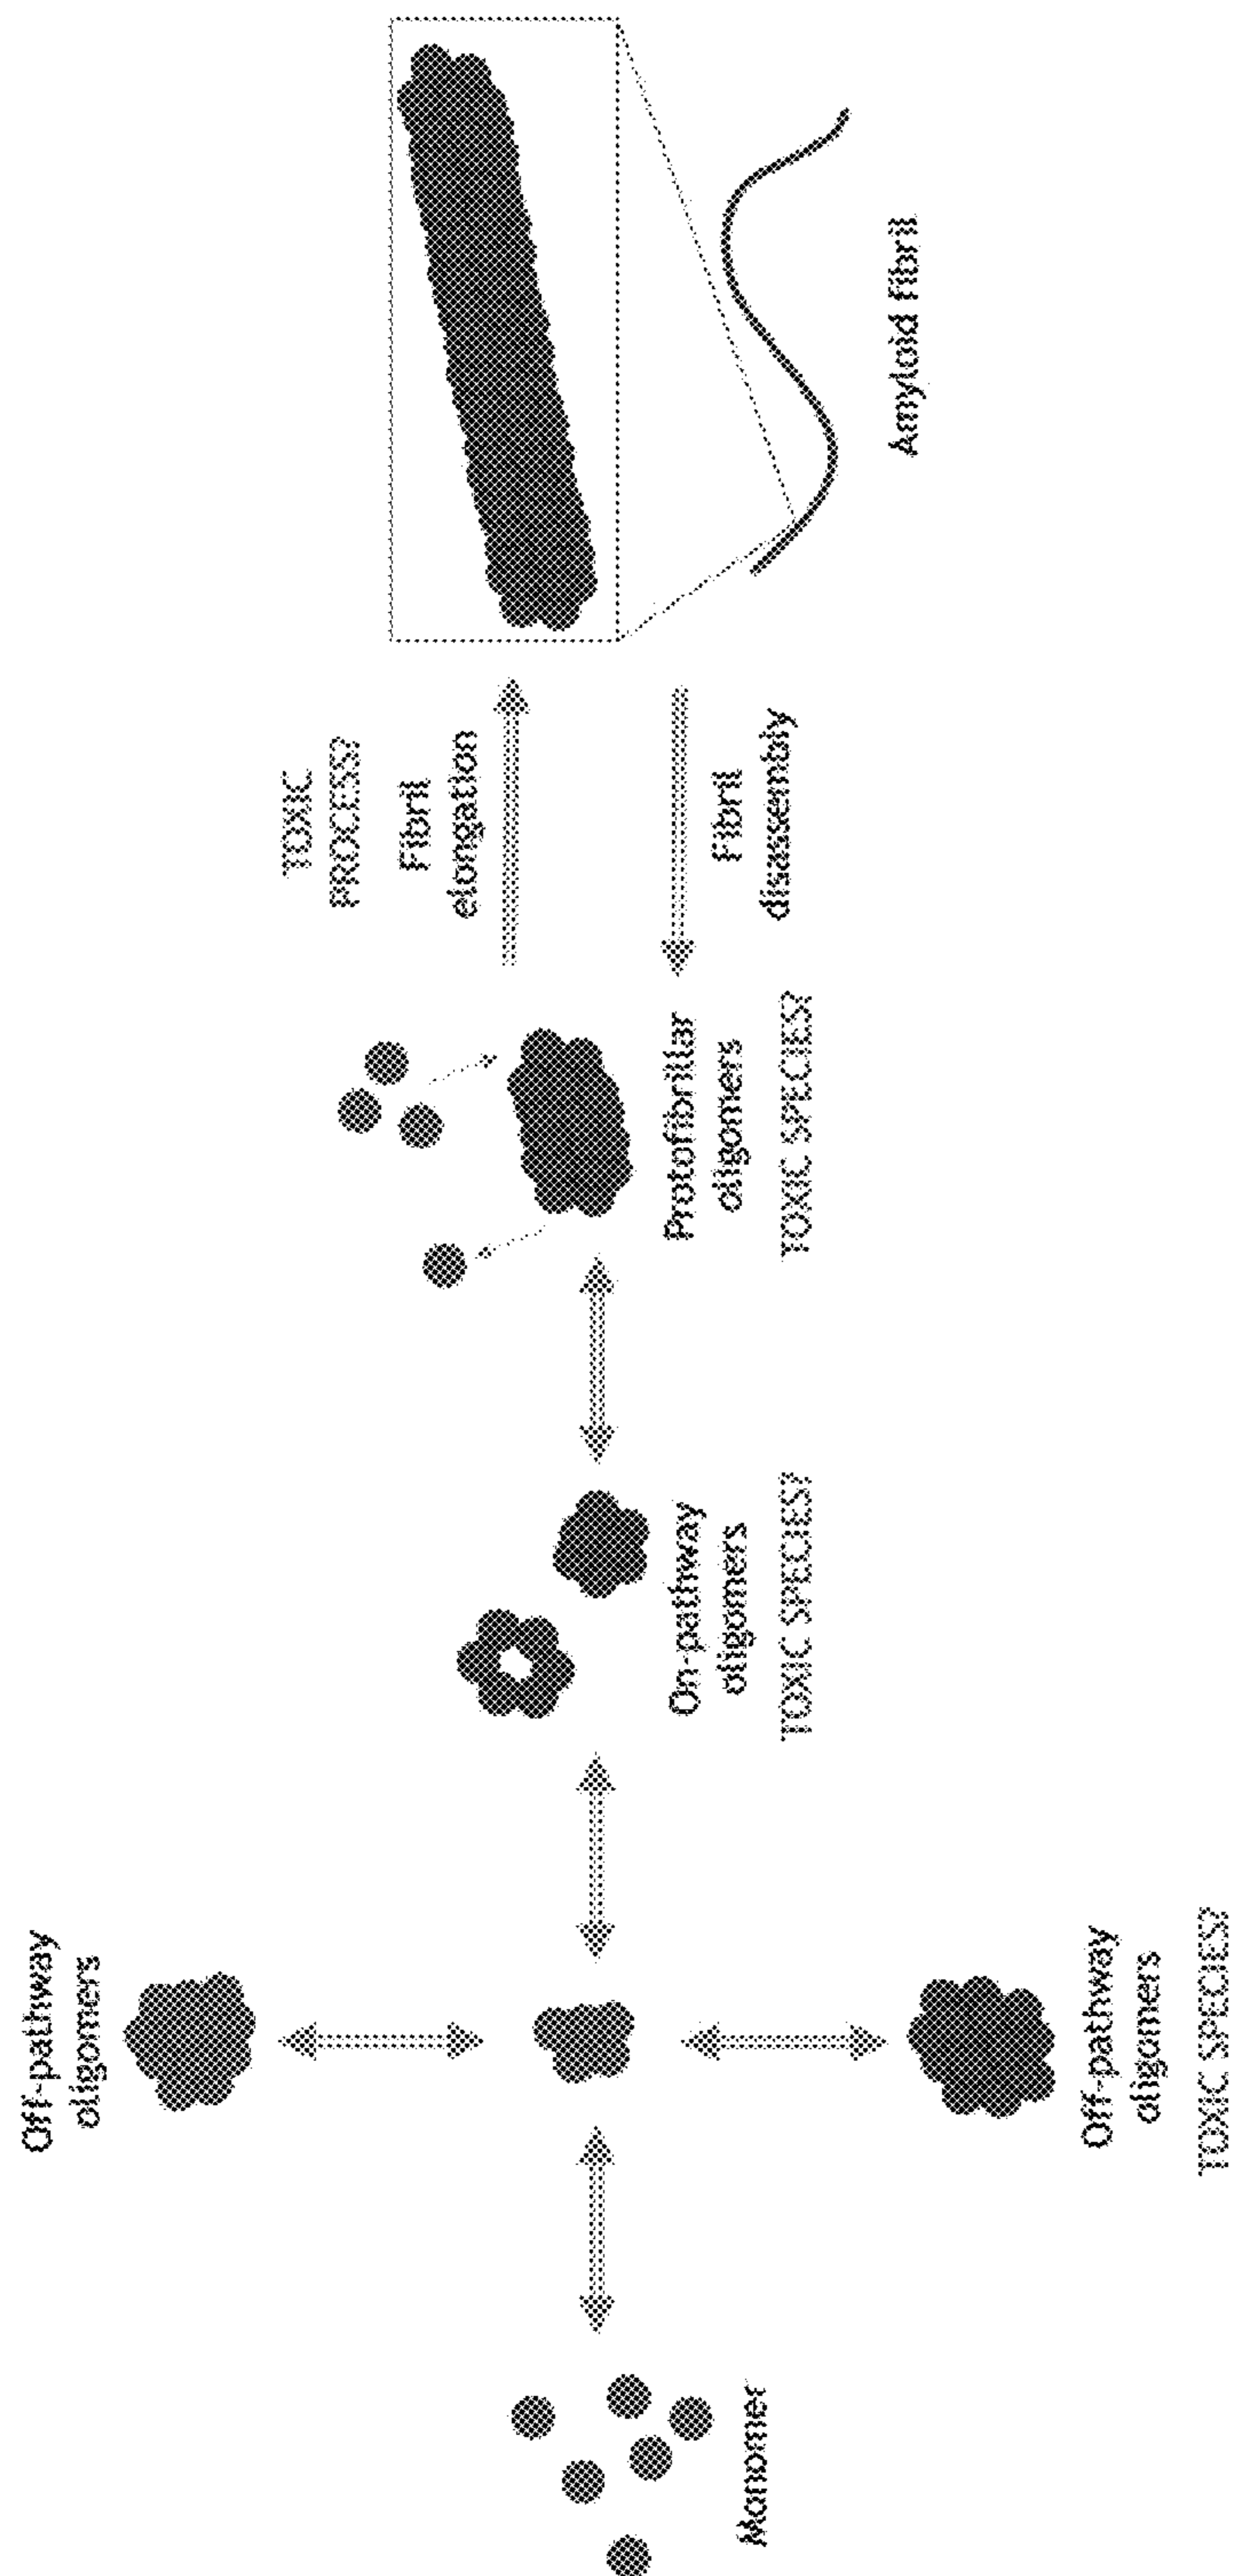 Off-pathway
oligomers
Monomer
Off-pathway
oligomers
TOXIC SPECIES?
On-pathway
oligomers
TOXIC SPECIES?
Protofibrillar
oligomers
TOXIC SPECIES?
TOXIC
PROCESS?
Fibril
elongation
Fibril
disassembly
Amyloid fibril